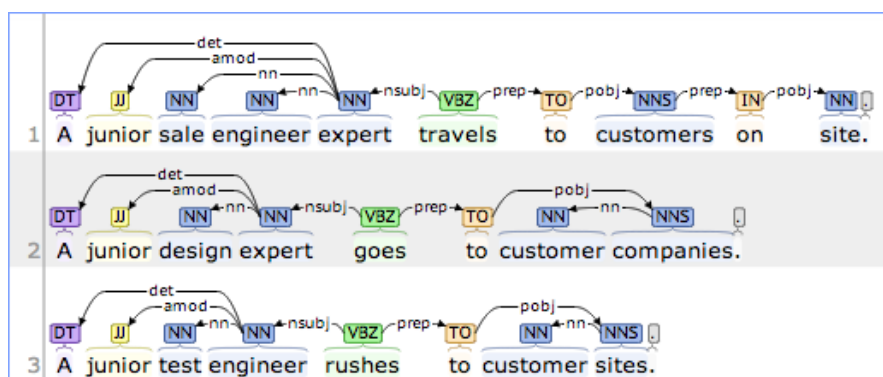 det
amod
nn
DT JJ NN NN nn NN nsubj VBZ prep TO pobj NNS prep IN pobj NN .
1 A junior sale engineer expert travels to customers on site.
det
amod pobj
DT JJ NN nn NN nsubj VBZ prep TO NN nn NNS .
2 A junior design expert goes to customer companies.
det
amod pobj
DT JJ NN nn NN nsubj VBZ prep TO NN nn NNS .
3 A junior test engineer rushes to customer sites.